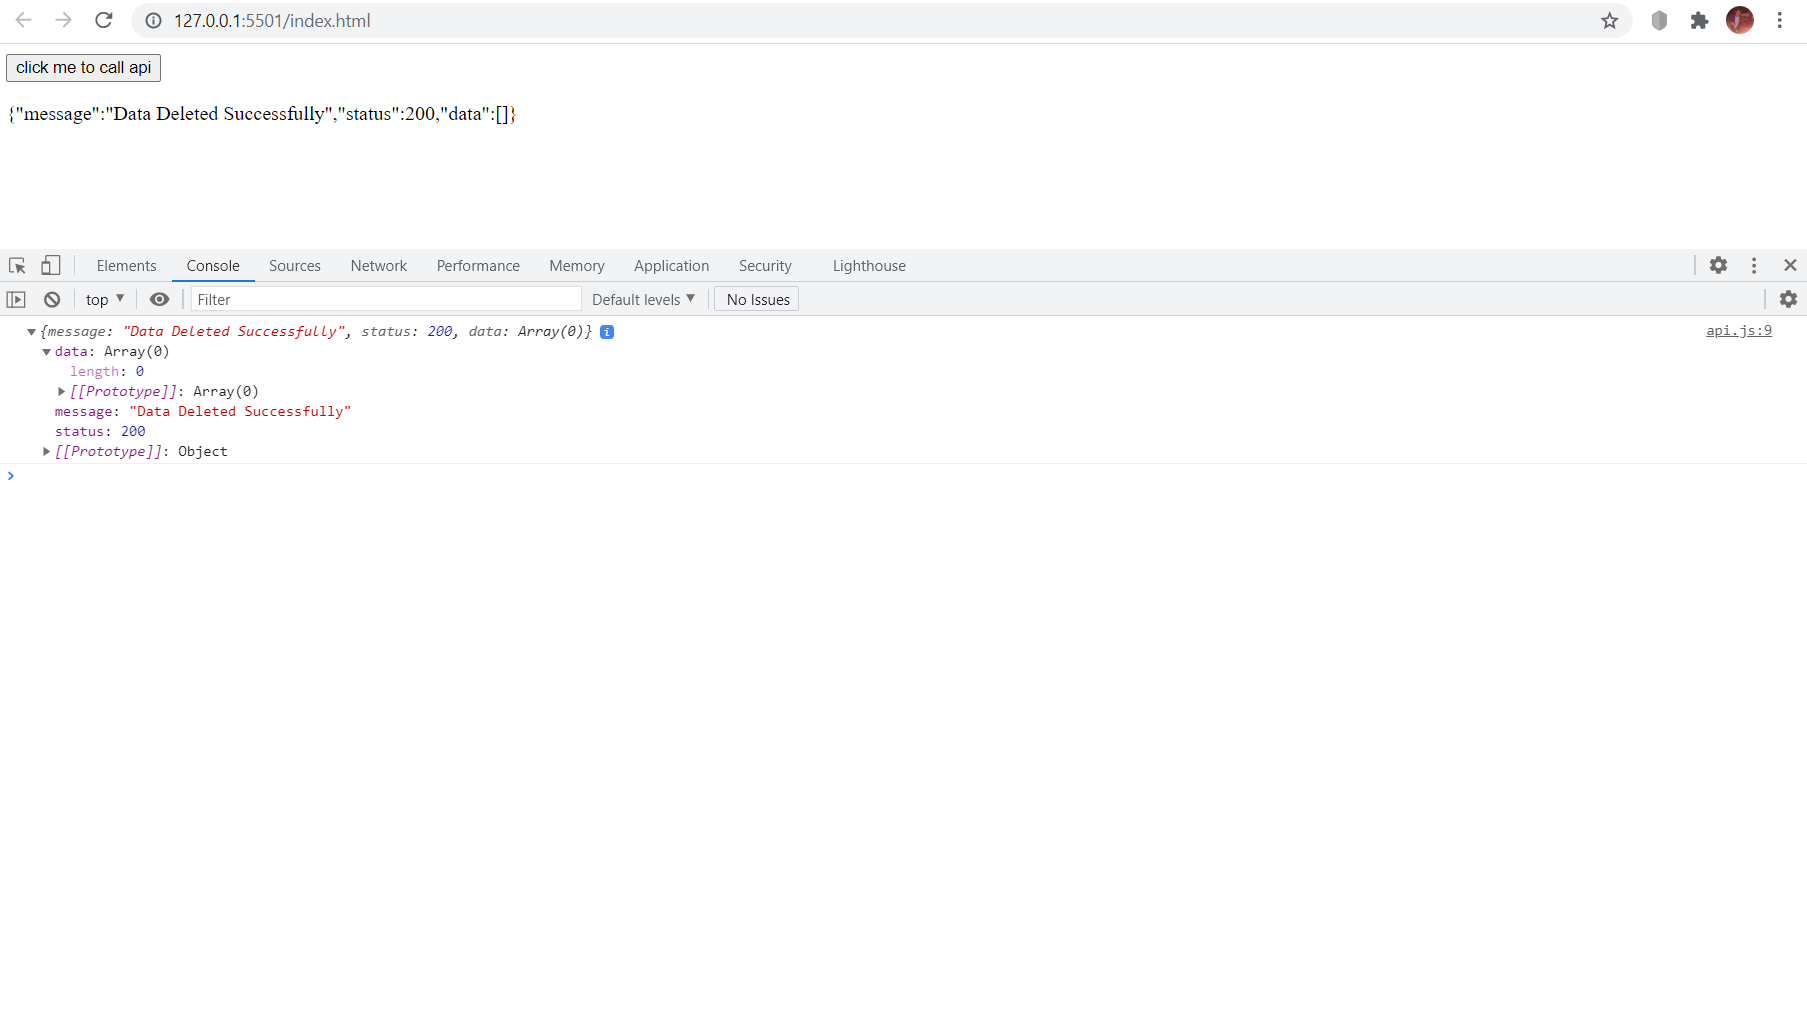 127.0.0.1:5501/index.html
click me to call api
{"message":"Data Deleted Successfully","status":200,"data":[]}
Elements Console Sources Network Performance Memory Application Security Lighthouse
top ▼ Filter Default levels ▼ No Issues
▼{message: "Data Deleted Successfully", status: 200, data: Array(0)} i api.js:9
▼data: Array(0)
length: 0
▶[[Prototype]]: Array(0)
message: "Data Deleted Successfully"
status: 200
▶[[Prototype]]: Object